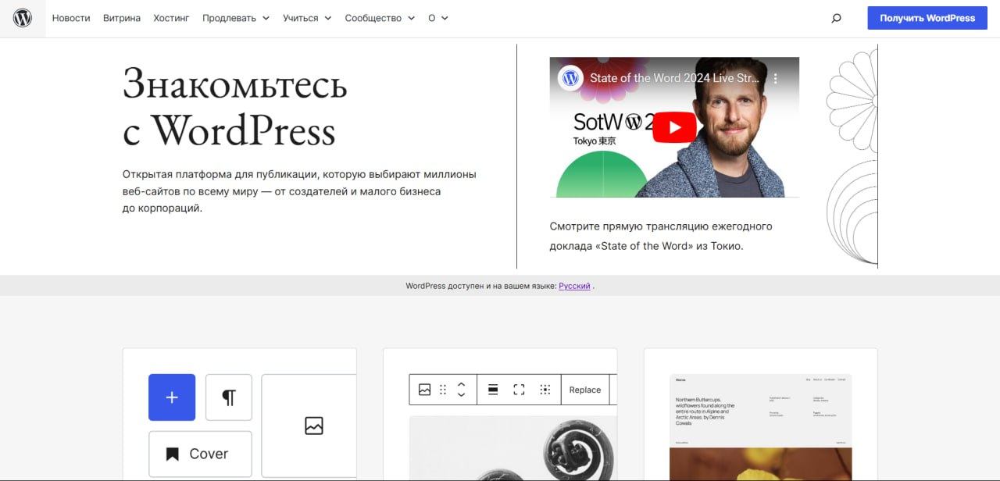 Новости Витрина Хостинг Продлевать Учиться Сообщество О Получить WordPress
Знакомьтесь
с WordPress
Открытая платформа для публикации, которую выбирают миллионы
веб-сайтов по всему миру — от создателей и малого бизнеса
до корпораций.
State of the Word 2024 Live Str...
SotW 2
Tokyo 東京
Смотрите прямую трансляцию ежегодного
доклада «State of the Word» из Токио.
WordPress доступен и на вашем языке: Русский .
Cover
Replace
Northern Buttercups,
wildflowers found along the
entire route in Alpine and
Arctic Areas, by Dennis
Cowels